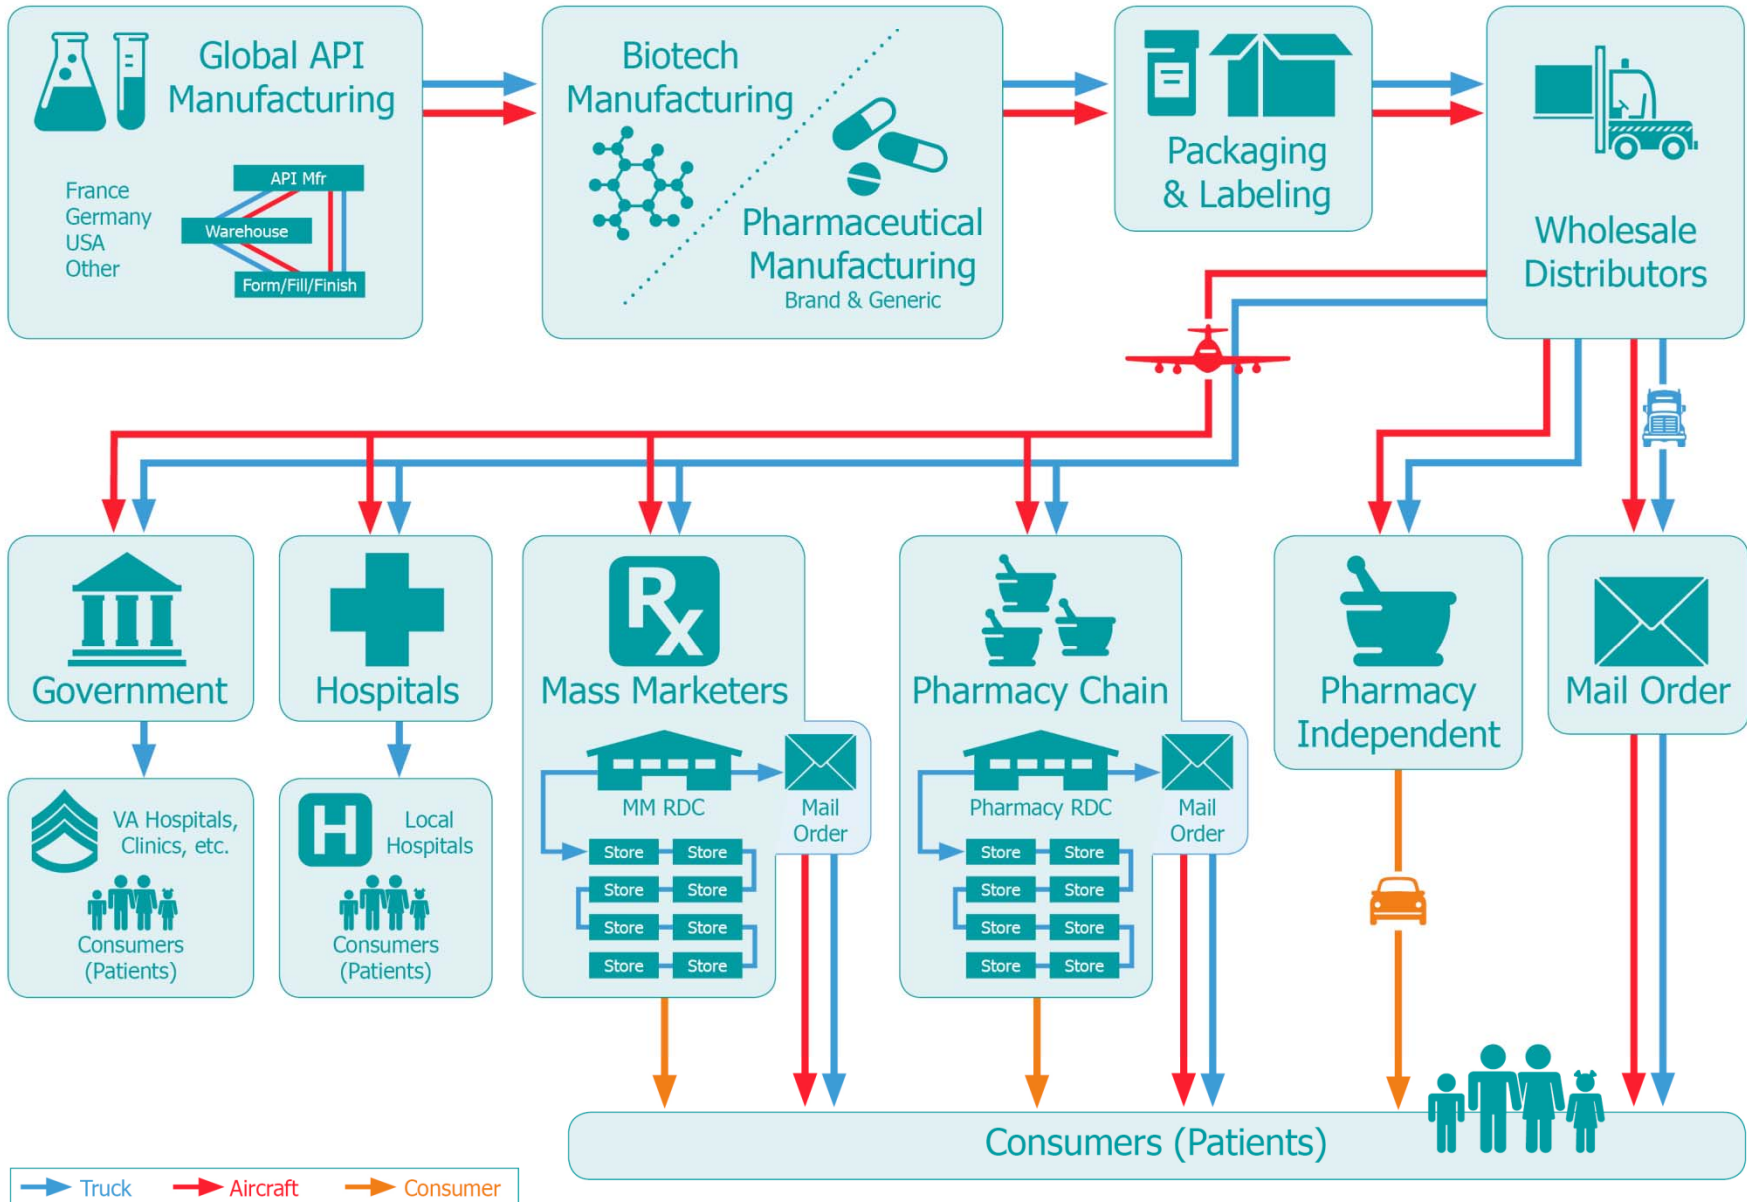 Global API
Manufacturing
France
Germany
USA
Other
API Mfr
Warehouse
Form/Fill/Finish
Biotech
Manufacturing
Pharmaceutical
Manufacturing
Brand & Generic
Packaging
& Labeling
Wholesale
Distributors
Government
VA Hospitals,
Clinics, etc.
Consumers
(Patients)
Hospitals
H
Local
Hospitals
Consumers
(Patients)
Rx
Mass Marketers
MM RDC
Mail
Order
Store Store
Store Store
Store Store
Store Store
Pharmacy Chain
Pharmacy RDC
Mail
Order
Store Store
Store Store
Store Store
Store Store
Pharmacy
Independent
Mail Order
Consumers (Patients)
Truck Aircraft Consumer